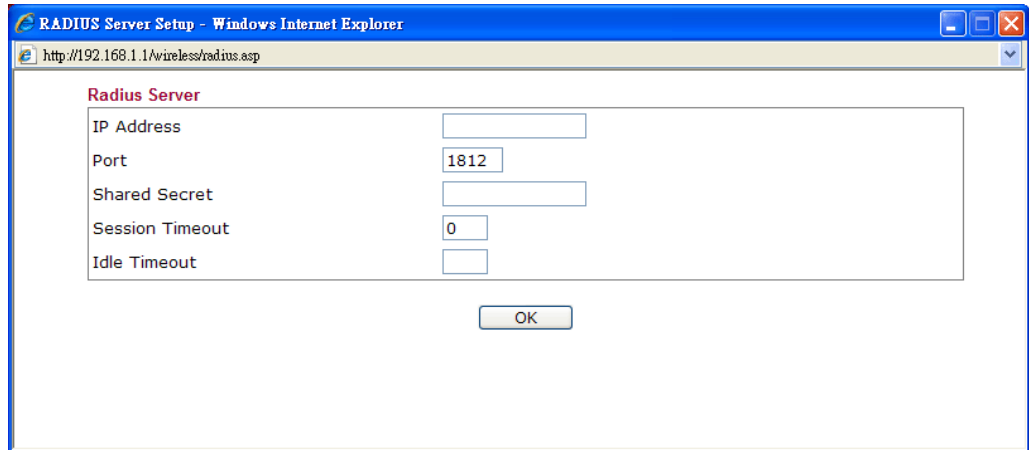 RADIUS Server Setup - Windows Internet Explorer
http://192.168.1.1/wireless/radius.asp
Radius Server
IP Address
Port 1812
Shared Secret
Session Timeout 0
Idle Timeout
OK